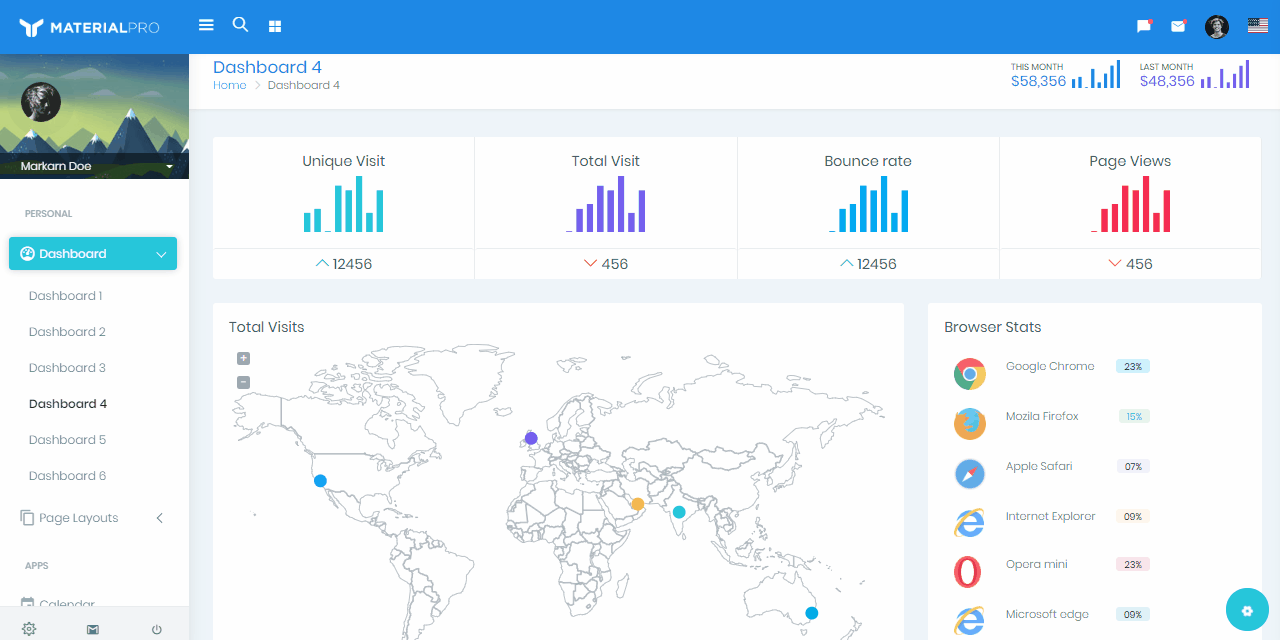 MATERIALPRO
Markarn Doe
PERSONAL
Dashboard
Dashboard 1
Dashboard 2
Dashboard 3
Dashboard 4
Dashboard 5
Dashboard 6
Page Layouts
APPS
Calendar
Dashboard 4
Home > Dashboard 4
THIS MONTH
$58,356
LAST MONTH
$48,356
Unique Visit
12456
Total Visit
456
Bounce rate
12456
Page Views
456
Total Visits
+
−
Browser Stats
Google Chrome 23%
Mozila Firefox 15%
Apple Safari 07%
Internet Explorer 09%
Opera mini 23%
Microsoft edge 09%